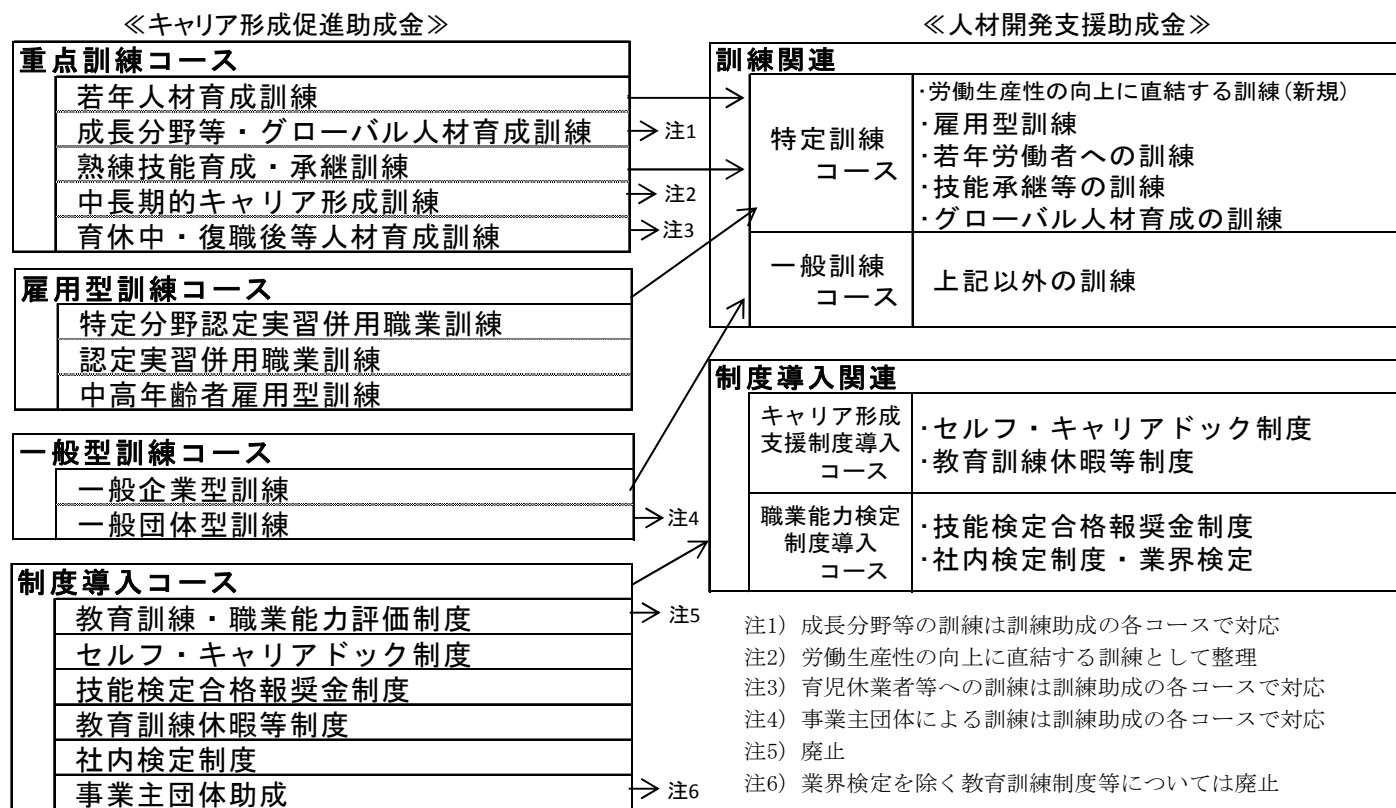 ≪キャリア形成促進助成金≫
重点訓練コース
若年人材育成訓練
成長分野等・グローバル人材育成訓練
注1
熟練技能育成・承継訓練
中長期的キャリア形成訓練
注2
育休中・復職後等人材育成訓練
注3
雇用型訓練コース
特定分野認定実習併用職業訓練
認定実習併用職業訓練
中高年齢者雇用型訓練
一般型訓練コース
一般企業型訓練
一般団体型訓練
注4
制度導入コース
教育訓練・職業能力評価制度
注5
セルフ・キャリアドック制度
技能検定合格報奨金制度
教育訓練休暇等制度
社内検定制度
事業主団体助成
注6
≪人材開発支援助成金≫
訓練関連
特定訓練
コース
・労働生産性の向上に直結する訓練(新規)
・雇用型訓練
・若年労働者への訓練
・技能承継等の訓練
・グローバル人材育成の訓練
一般訓練
コース
上記以外の訓練
制度導入関連
キャリア形成
支援制度導入
コース
・セルフ・キャリアドック制度
・教育訓練休暇等制度
職業能力検定
制度導入
コース
・技能検定合格報奨金制度
・社内検定制度・業界検定
注1) 成長分野等の訓練は訓練助成の各コースで対応
注2) 労働生産性の向上に直結する訓練として整理
注3) 育児休業者等への訓練は訓練助成の各コースで対応
注4) 事業主団体による訓練は訓練助成の各コースで対応
注5) 廃止
注6) 業界検定を除く教育訓練制度等については廃止